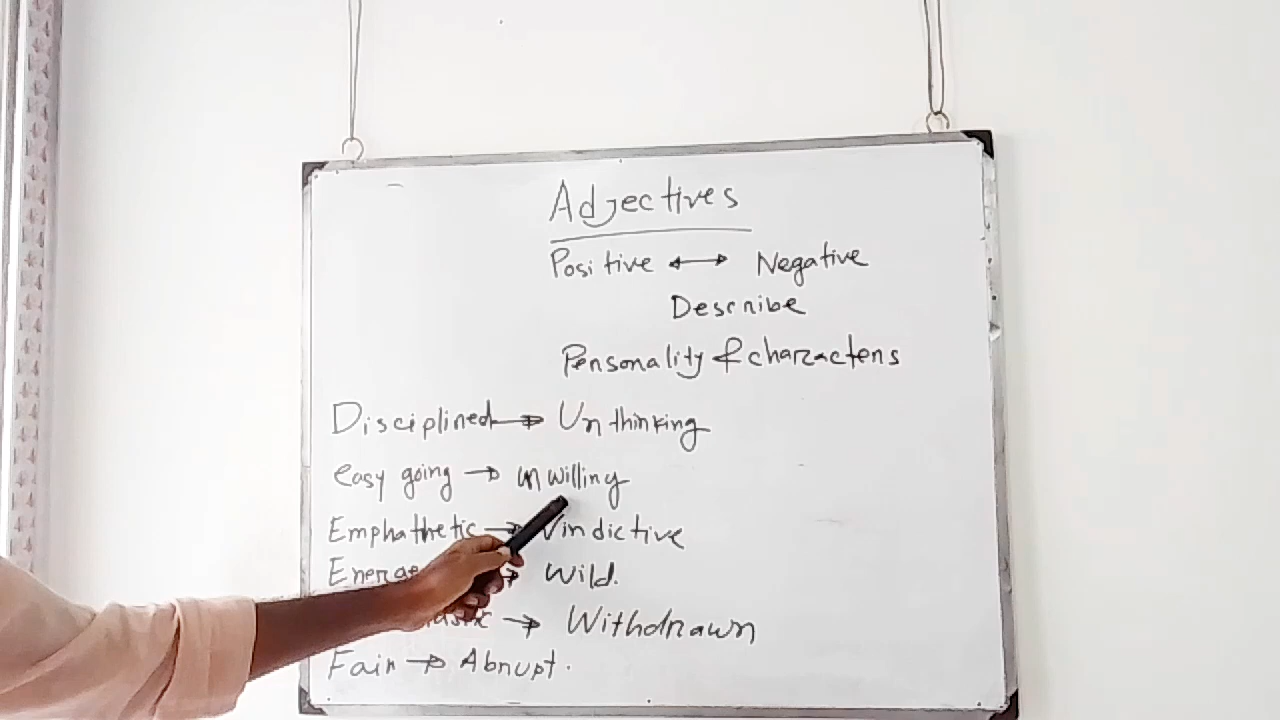 Adjectives
Positive ↔ Negative
Describe
Personality & characters
Disciplined → Unthinking
easy going → unwilling
Emphathetic → Vindictive
→ Wild.
→ Withdrawn
Fair → Abrupt.